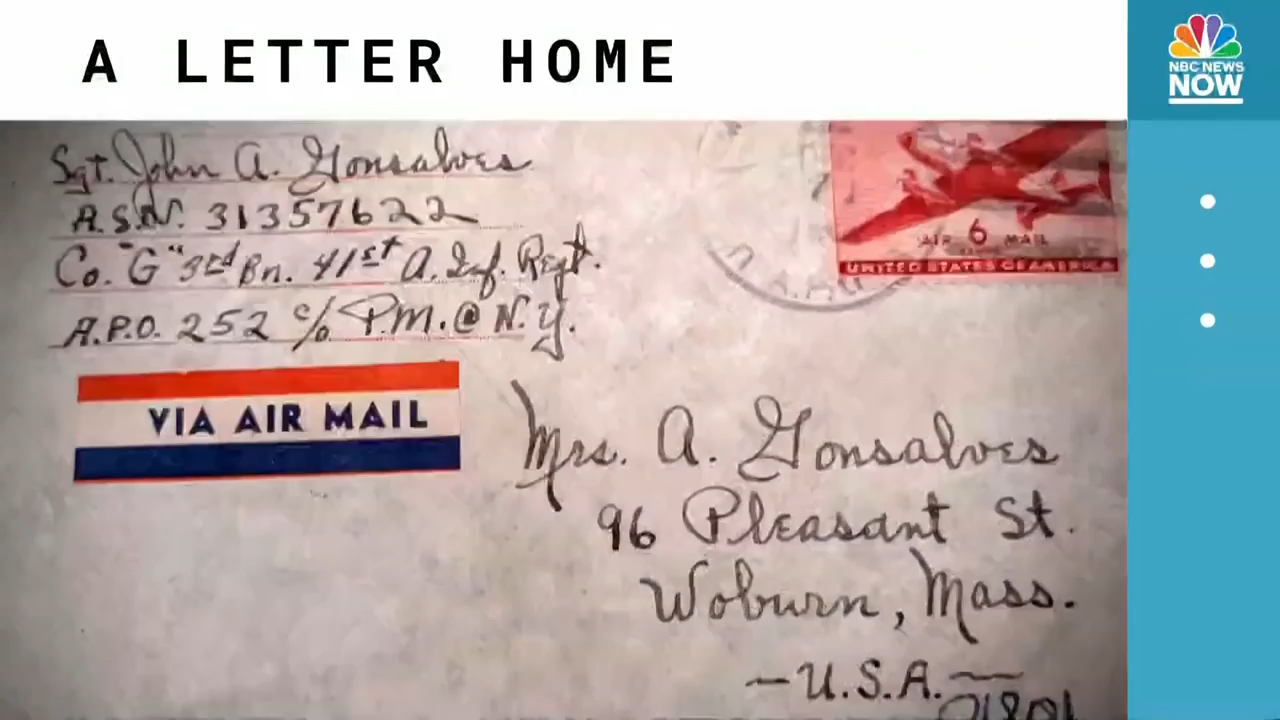 A LETTER HOME
NBC NEWS
NOW
Sgt. John A. Gonsalves
A.S.N. 31357622
Co. "G" 3rd Bn. 41st A. Inf. Regt.
A.P.O. 252 c/o P.M. @ N.Y.
AIR 6 MAIL
UNITED STATES OF AMERICA
VIA AIR MAIL
Mrs. A. Gonsalves
96 Pleasant St.
Woburn, Mass.
-U.S.A.-
01801